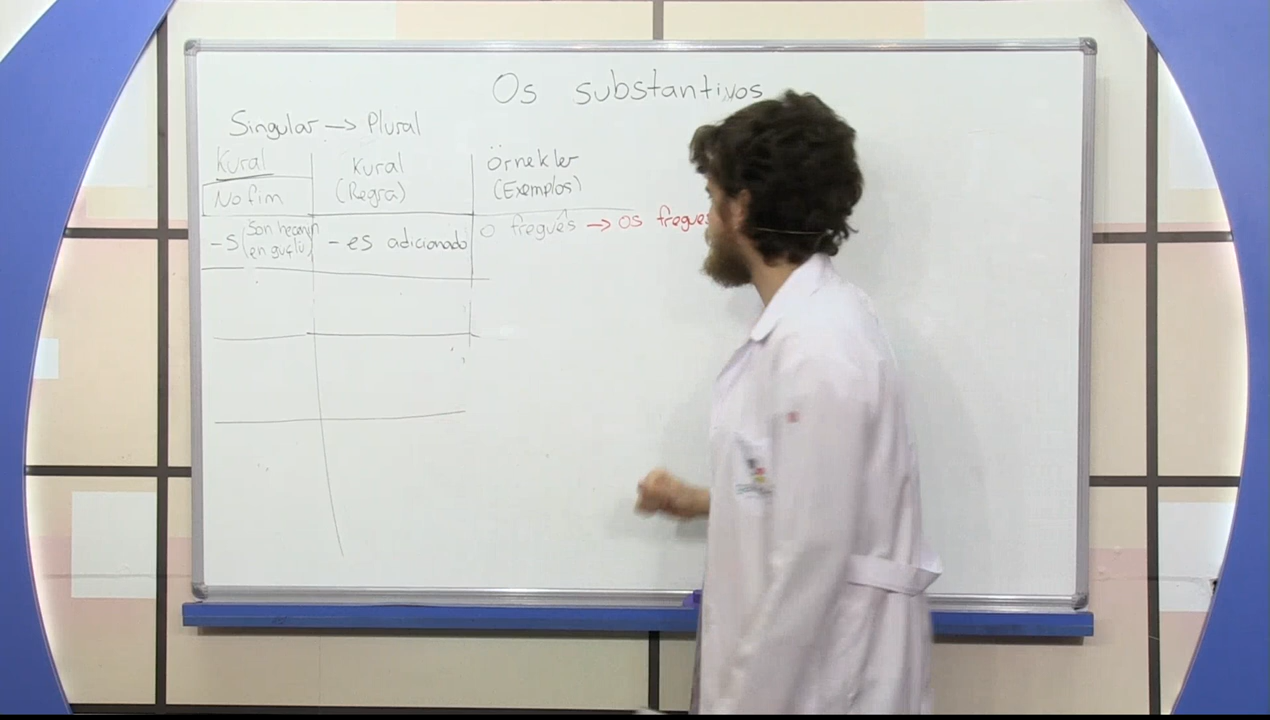 Os substantivos
Singular → Plural
Kural
No fim
Kural
(Regra)
Örnekler
(Exemplos)
-s (Son hecenin
en güçlü)
-es adicionado
O freguês → Os